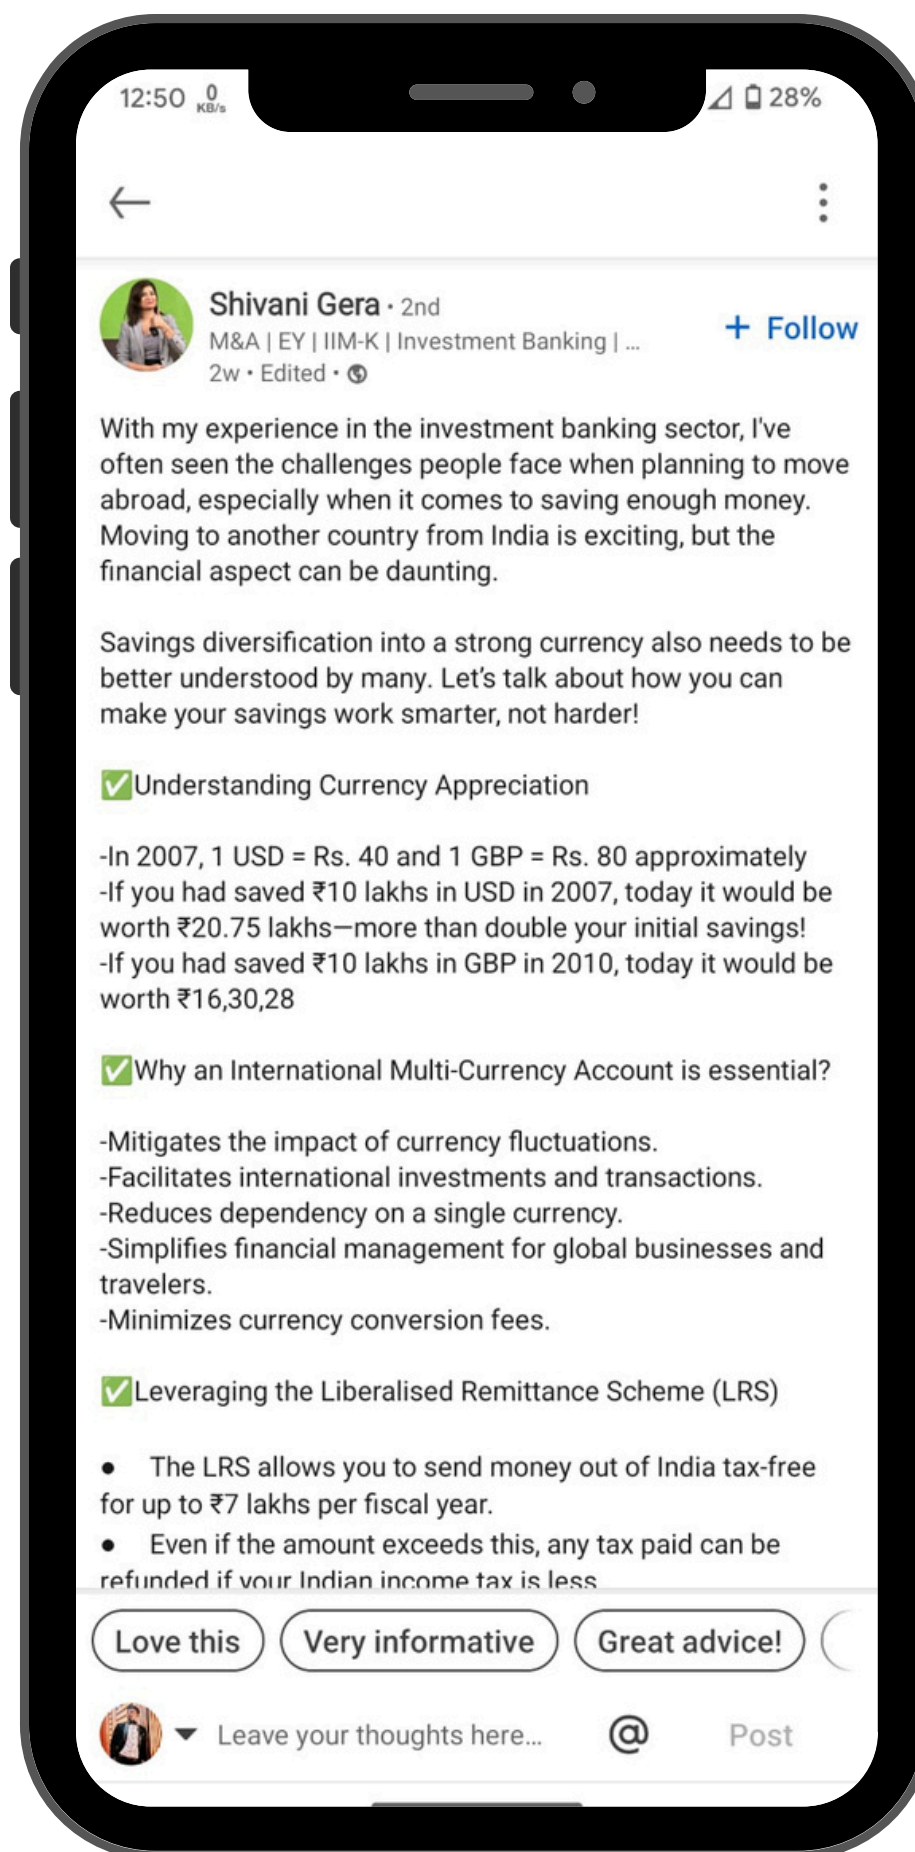 12:50 0 KB/s 28%
Shivani Gera · 2nd
M&A | EY | IIM-K | Investment Banking | ...
2w • Edited •
+ Follow
With my experience in the investment banking sector, I've
often seen the challenges people face when planning to move
abroad, especially when it comes to saving enough money.
Moving to another country from India is exciting, but the
financial aspect can be daunting.
Savings diversification into a strong currency also needs to be
better understood by many. Let's talk about how you can
make your savings work smarter, not harder!
✅Understanding Currency Appreciation
-In 2007, 1 USD = Rs. 40 and 1 GBP = Rs. 80 approximately
-If you had saved ₹10 lakhs in USD in 2007, today it would be
worth ₹20.75 lakhs—more than double your initial savings!
-If you had saved ₹10 lakhs in GBP in 2010, today it would be
worth ₹16,30,28
✅Why an International Multi-Currency Account is essential?
-Mitigates the impact of currency fluctuations.
-Facilitates international investments and transactions.
-Reduces dependency on a single currency.
-Simplifies financial management for global businesses and
travelers.
-Minimizes currency conversion fees.
✅Leveraging the Liberalised Remittance Scheme (LRS)
● The LRS allows you to send money out of India tax-free
for up to ₹7 lakhs per fiscal year.
● Even if the amount exceeds this, any tax paid can be
refunded if your Indian income tax is less
Love this
Very informative
Great advice!
Leave your thoughts here...
@
Post